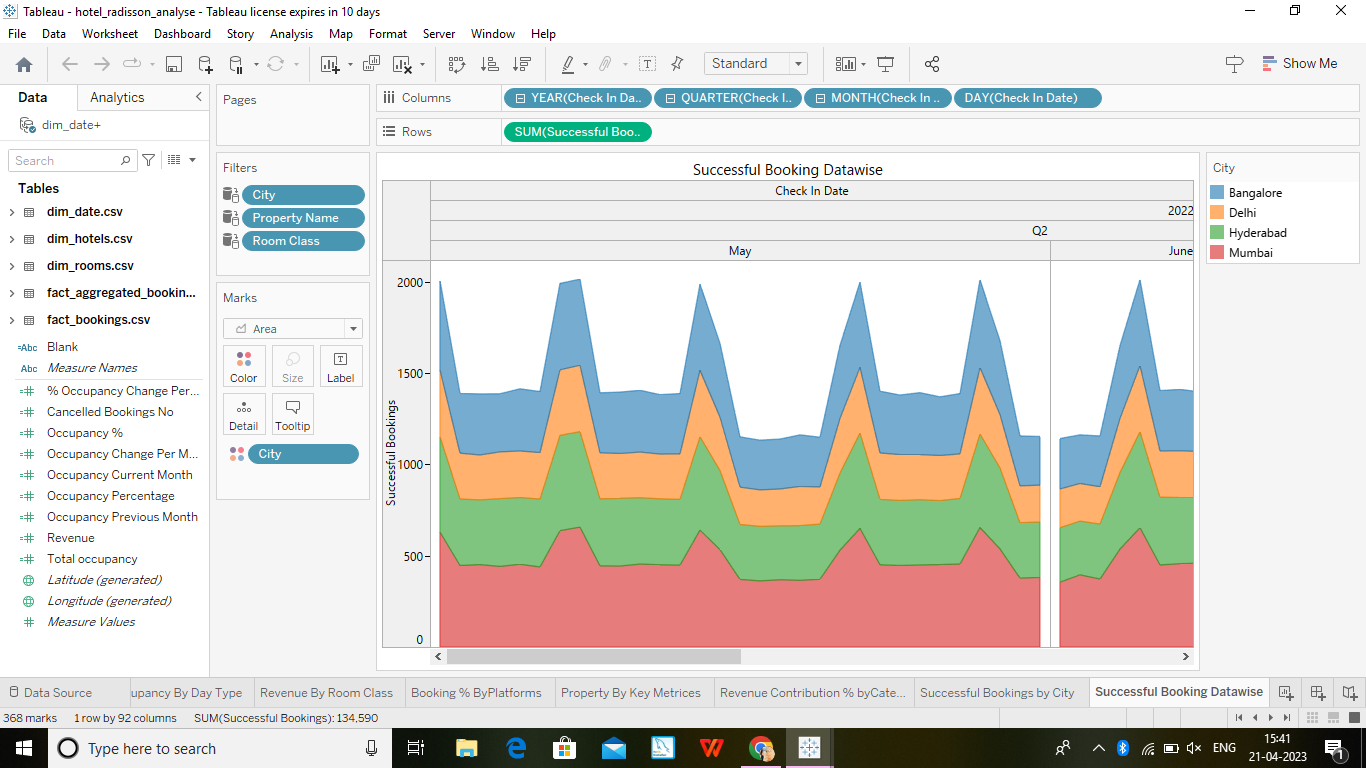 Tableau - hotel_radisson_analyse - Tableau license expires in 10 days
File Data Worksheet Dashboard Story Analysis Map Format Server Window Help
Standard
Show Me
Data Analytics
dim_date+
Search
Tables
dim_date.csv
dim_hotels.csv
dim_rooms.csv
fact_aggregated_bookin...
fact_bookings.csv
=Abc Blank
Abc Measure Names
% Occupancy Change Per...
Cancelled Bookings No
Occupancy %
Occupancy Change Per M...
Occupancy Current Month
Occupancy Percentage
Occupancy Previous Month
Revenue
Total occupancy
Latitude (generated)
Longitude (generated)
Measure Values
Pages
Filters
City
Property Name
Room Class
Marks
Area
Color Size Label
Detail Tooltip
City
Columns
YEAR(Check In Da.. QUARTER(Check I.. MONTH(Check In .. DAY(Check In Date)
Rows
SUM(Successful Boo..
Successful Booking Datawise
Check In Date
2022
Q2
May June
Successful Bookings
2000
1500
1000
500
0
City
Bangalore
Delhi
Hyderabad
Mumbai
Data Source upancy By Day Type Revenue By Room Class Booking % ByPlatforms Property By Key Metrices Revenue Contribution % byCate... Successful Bookings by City Successful Booking Datawise
368 marks 1 row by 92 columns SUM(Successful Bookings): 134.590
Type here to search
ENG
15:41
21-04-2023
1